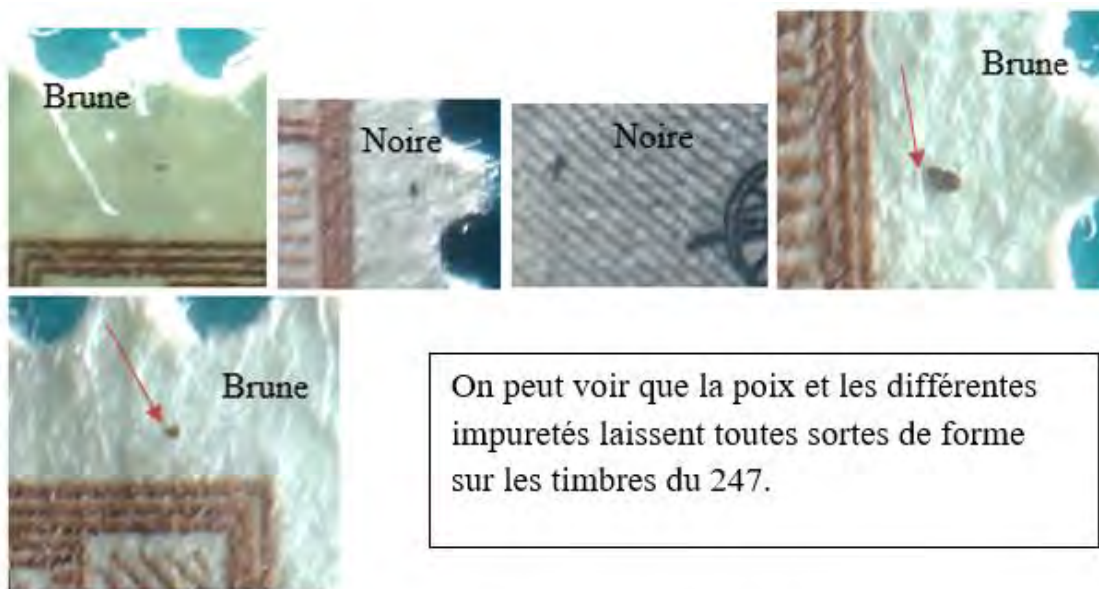 Brune
Noire
Noire
Brune
Brune
On peut voir que la poix et les différentes
impuretés laissent toutes sortes de forme
sur les timbres du 247.